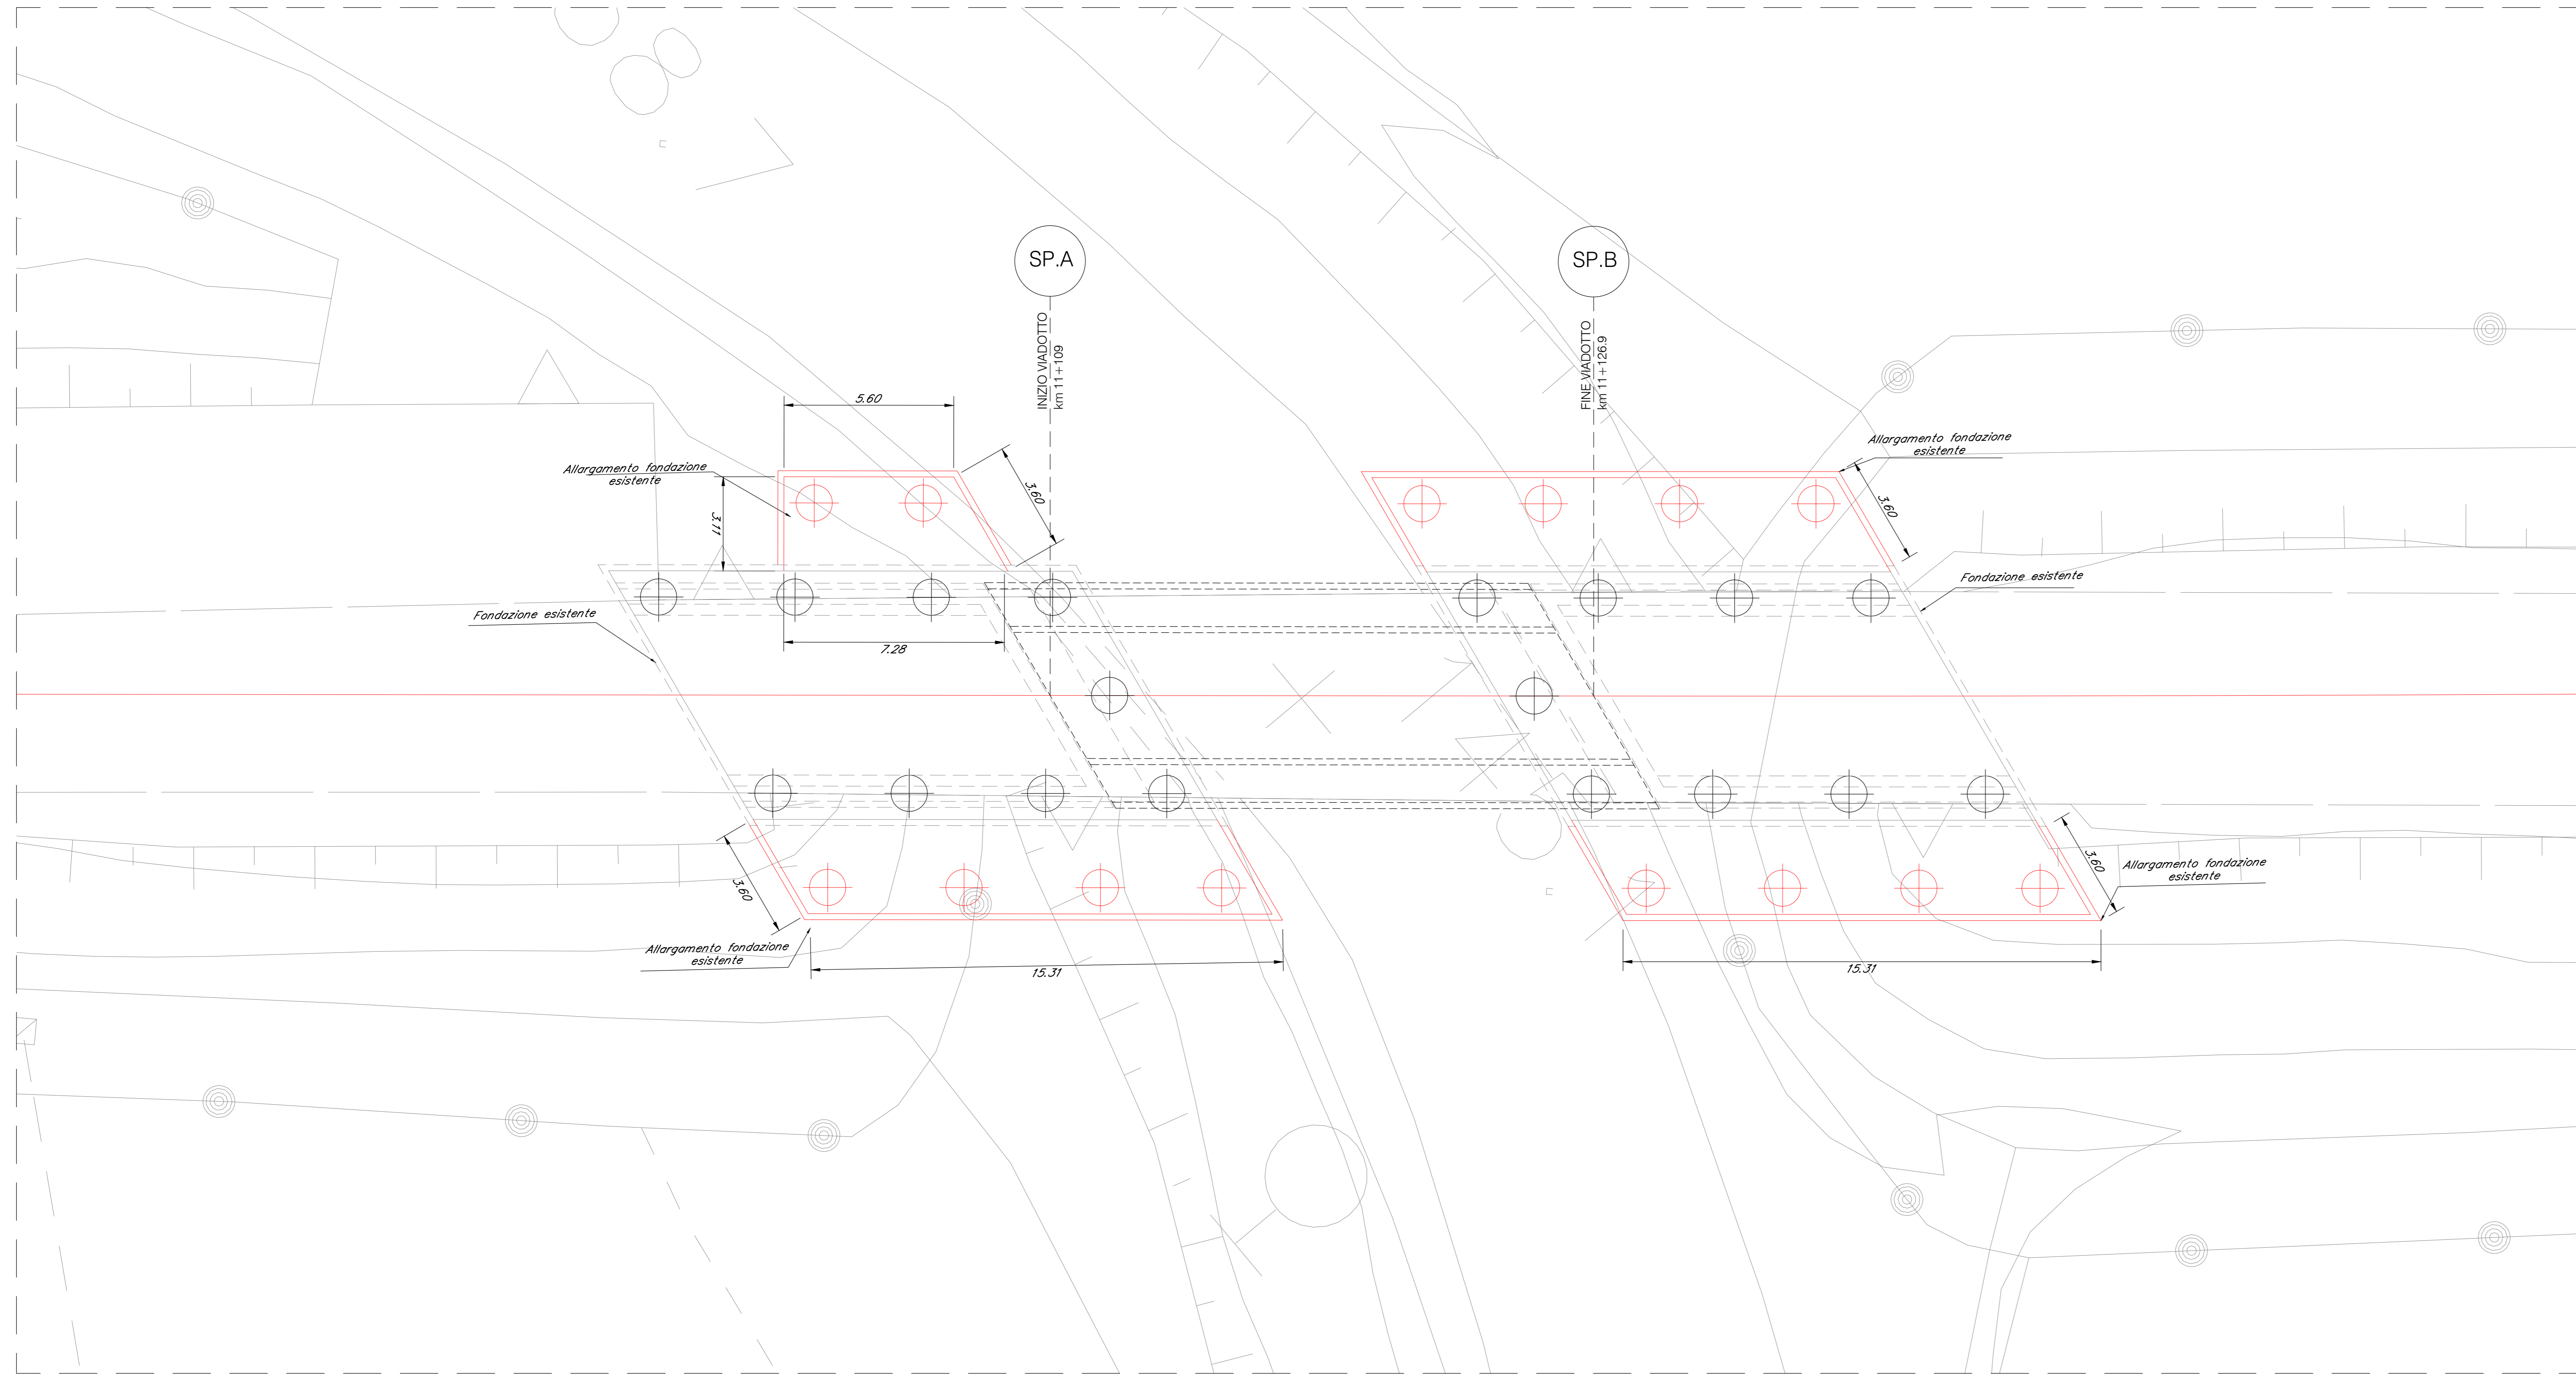 SP.A
SP.B
INIZIO VIADOTTO
km 11+109
FINE VIADOTTO
km 11+126.9
5.60
Allargamento fondazione
esistente
3.60
3.11
Allargamento fondazione
esistente
3.60
Fondazione esistente
Fondazione esistente
7.28
3.60
Allargamento fondazione
esistente
15.31
3.60
Allargamento fondazione
esistente
15.31